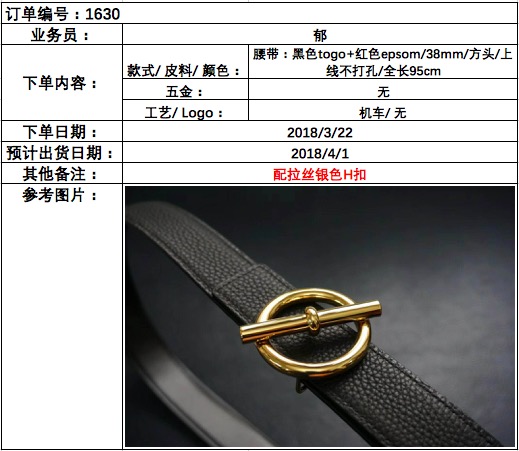 订单编号：1630
业务员： 郁
下单内容：
款式/ 皮料/ 颜色： 腰带：黑色togo+红色epsom/38mm/方头/上
线不打孔/全长95cm
五金： 无
工艺/ Logo： 机车/ 无
下单日期： 2018/3/22
预计出货日期： 2018/4/1
其他备注： 配拉丝银色H扣
参考图片：